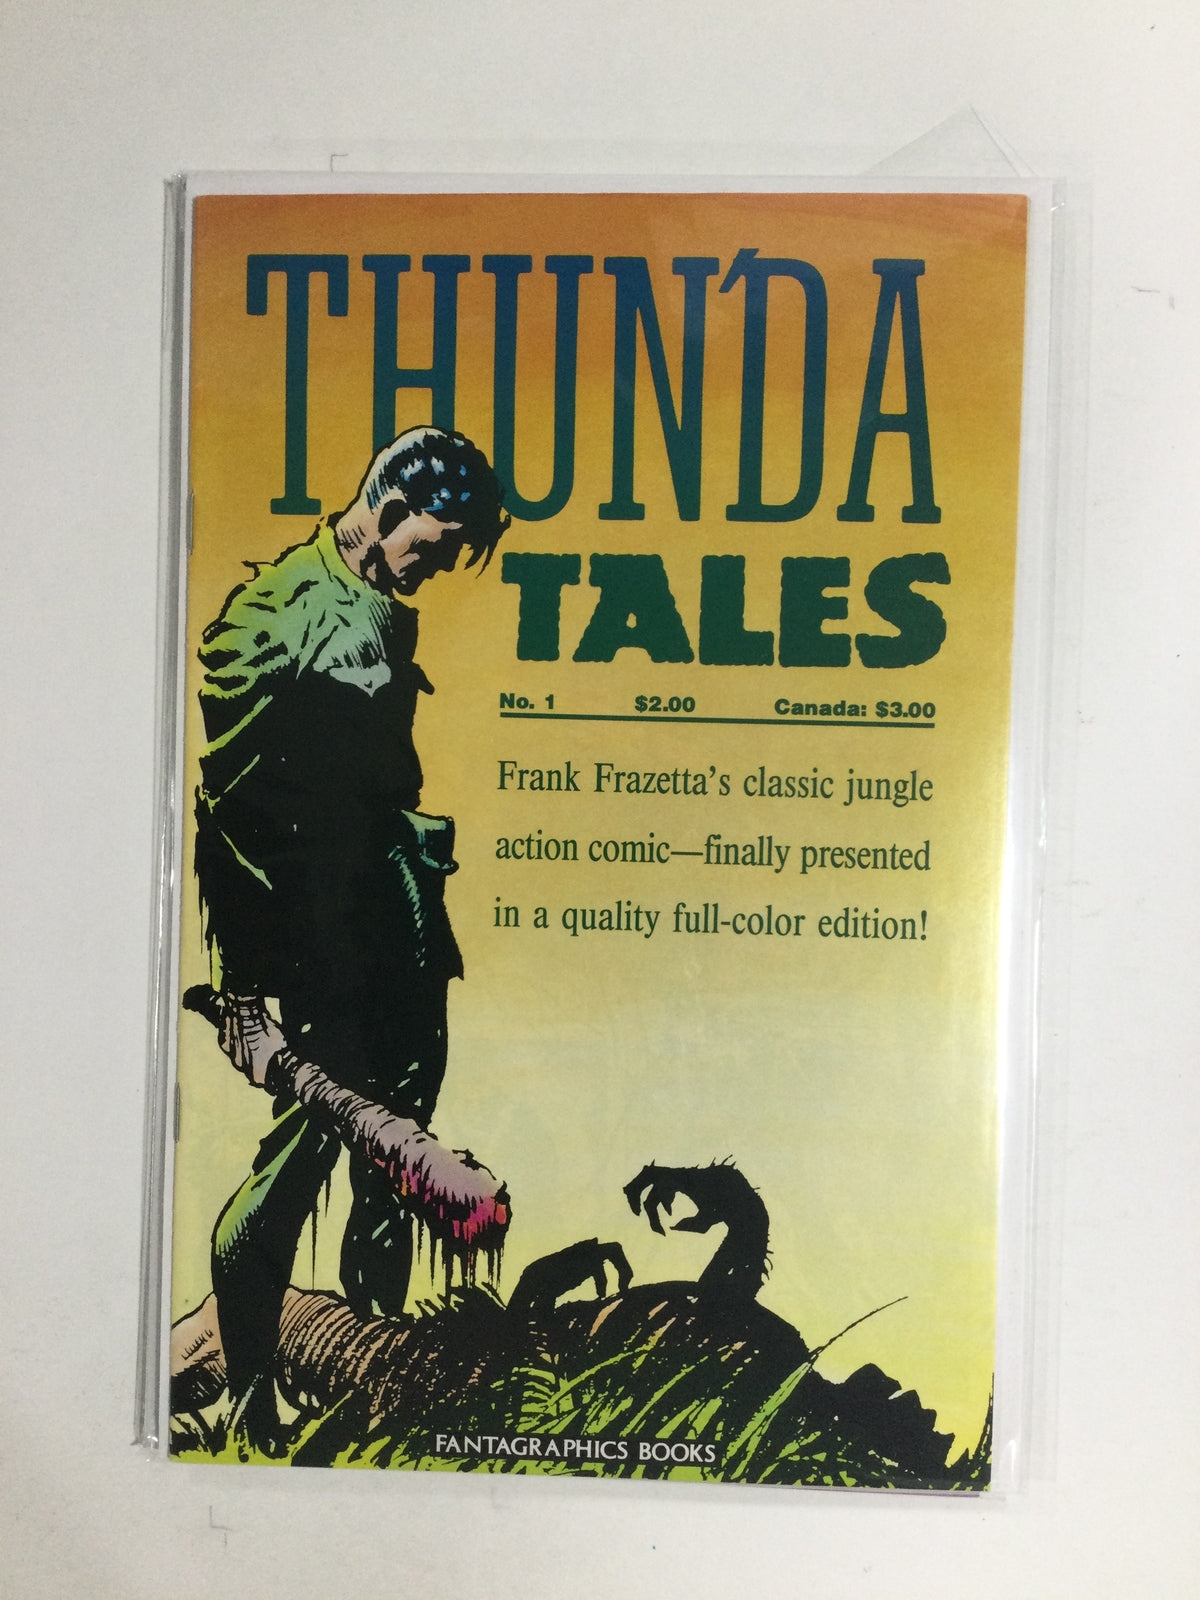 THUN'DA
TALES
No. 1 $2.00 Canada: $3.00
Frank Frazetta's classic jungle
action comic—finally presented
in a quality full-color edition!
FANTAGRAPHICS BOOKS